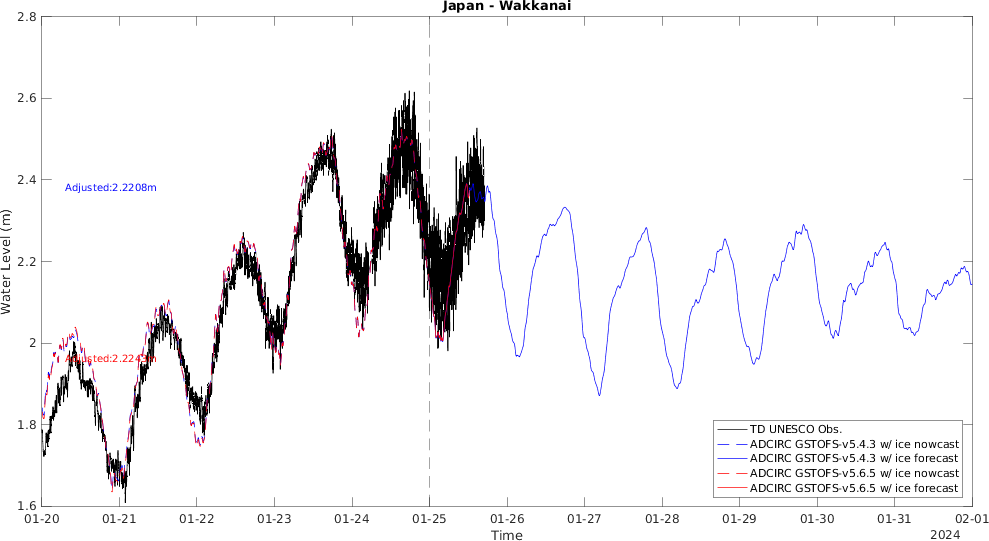 Japan - Wakkanai
2.8
2.6
2.4
2.2
2
1.8
1.6
Water Level (m)
Adjusted:2.2208m
Adjusted:2.2243m
TD UNESCO Obs.
ADCIRC GSTOFS-v5.4.3 w/ ice nowcast
ADCIRC GSTOFS-v5.4.3 w/ ice forecast
ADCIRC GSTOFS-v5.6.5 w/ ice nowcast
ADCIRC GSTOFS-v5.6.5 w/ ice forecast
01-20 01-21 01-22 01-23 01-24 01-25 01-26 01-27 01-28 01-29 01-30 01-31 02-01
Time
2024